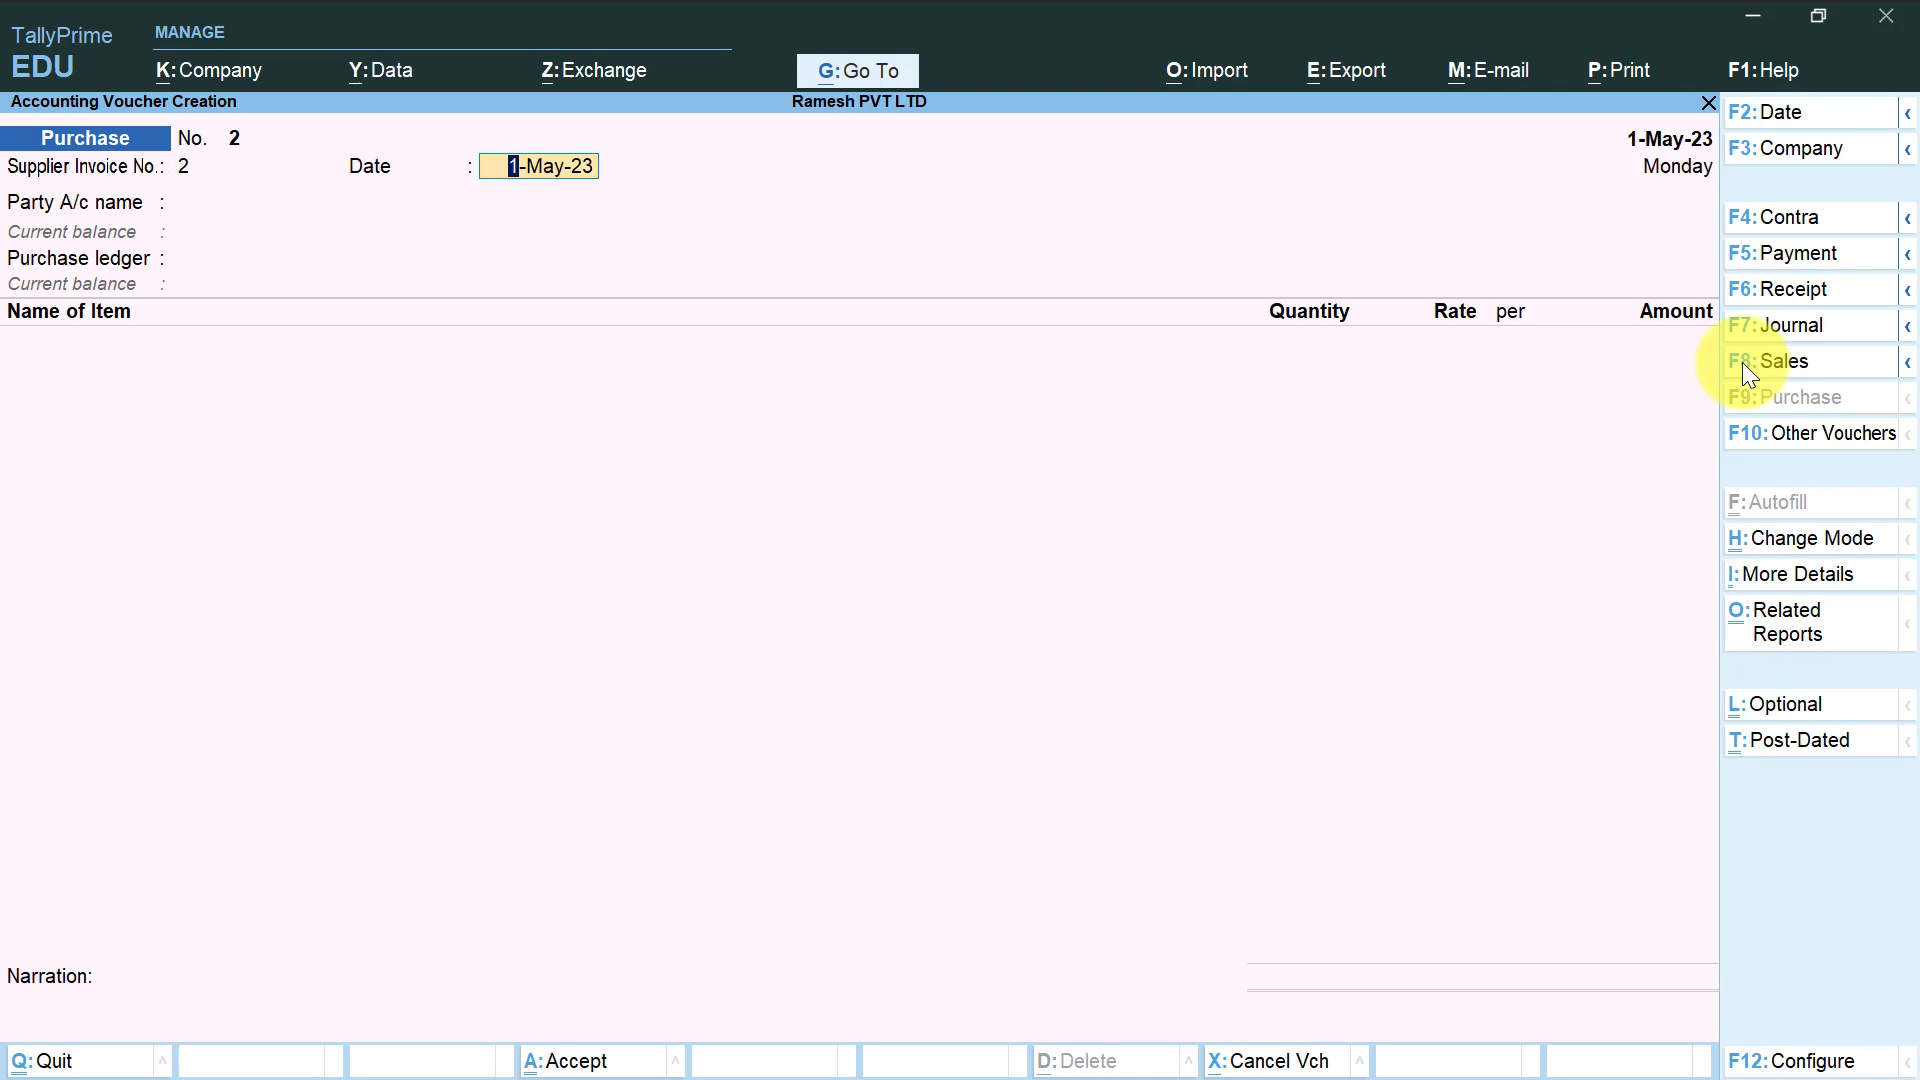 TallyPrime
EDU
MANAGE
K:Company
Y:Data
Z:Exchange
G:Go To
O:Import
E:Export
M:E-mail
P:Print
F1:Help
Accounting Voucher Creation
Ramesh PVT LTD
Purchase No. 2
1-May-23
Supplier Invoice No.: 2
Date : 1-May-23
Monday
Party A/c name :
Current balance :
Purchase ledger :
Current balance :
Name of Item
Quantity
Rate per
Amount
Narration:
F2:Date
F3:Company
F4:Contra
F5:Payment
F6:Receipt
F7:Journal
F8:Sales
F9:Purchase
F10:Other Vouchers
F:Autofill
H:Change Mode
I:More Details
O:Related
Reports
L:Optional
T:Post-Dated
Q:Quit
A:Accept
D:Delete
X:Cancel Vch
F12:Configure